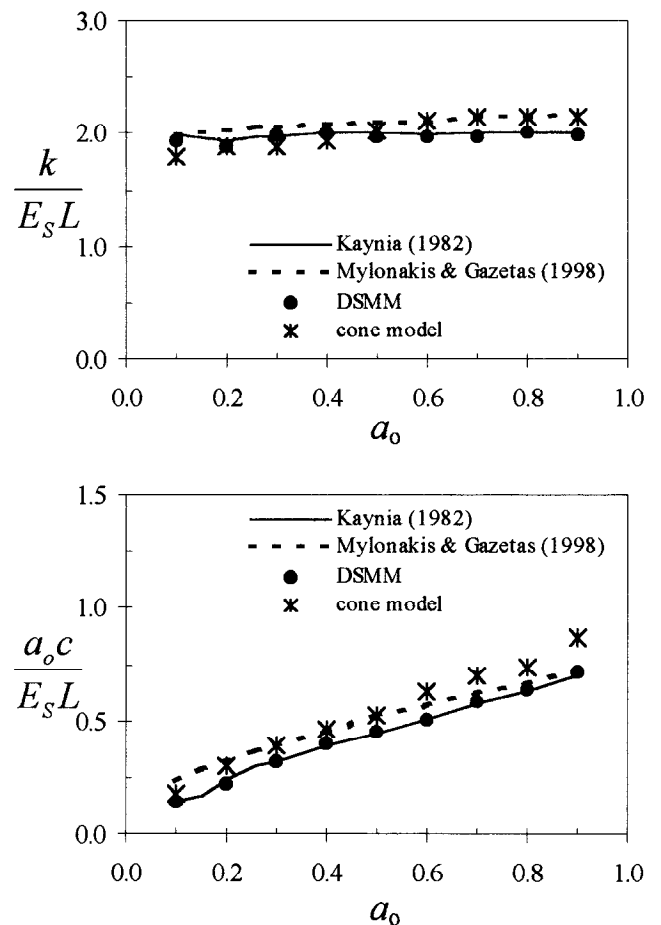 3.0
2.0
1.0
0.0
k
E_S L
Kaynia (1982)
Mylonakis & Gazetas (1998)
DSMM
cone model
0.0 0.2 0.4 0.6 0.8 1.0
a_o
1.5
1.0
0.5
0.0
a_o c
E_S L
Kaynia (1982)
Mylonakis & Gazetas (1998)
DSMM
cone model
0.0 0.2 0.4 0.6 0.8 1.0
a_o